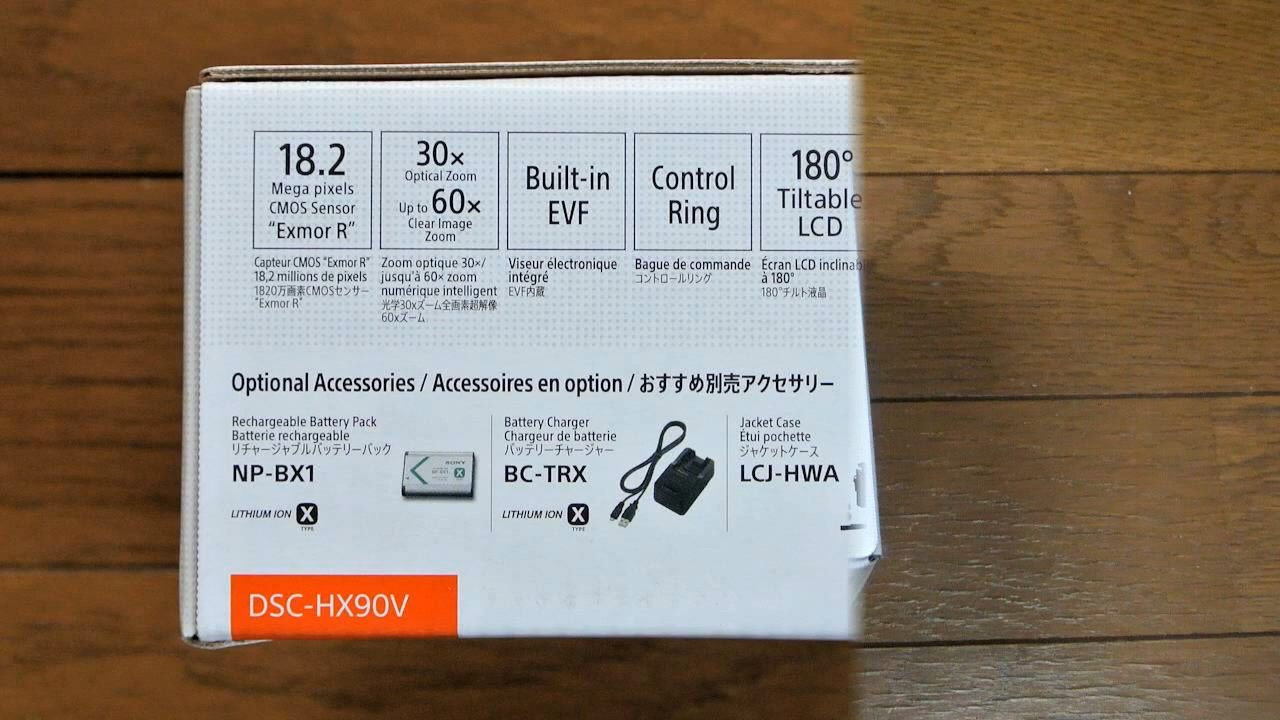 18.2
Mega pixels
CMOS Sensor
“Exmor R”
Capteur CMOS “Exmor R”
18,2 millions de pixels
1820万画素CMOSセンサー
“Exmor R”
30×
Optical Zoom
Up to 60×
Clear Image
Zoom
Zoom optique 30×/
jusqu'à 60× zoom
numérique intelligent
光学30xズーム全画素超解像
60xズーム
Built-in
EVF
Viseur électronique
intégré
EVF内蔵
Control
Ring
Bague de commande
コントロールリング
180°
Tiltable
LCD
Écran LCD
à 180°
180°チルト液晶
Optional Accessories / Accessoires en option / おすすめ別売アクセサリー
Rechargeable Battery Pack
Batterie rechargeable
リチャージャブルバッテリーパック
NP-BX1
LITHIUM ION X
TYPE
SONY
NP-BX1
X
Battery Charger
Chargeur de batterie
バッテリーチャージャー
BC-TRX
LITHIUM ION X
TYPE
Jacket Case
Étui pochette
ジャケットケース
LCJ-HWA
DSC-HX90V